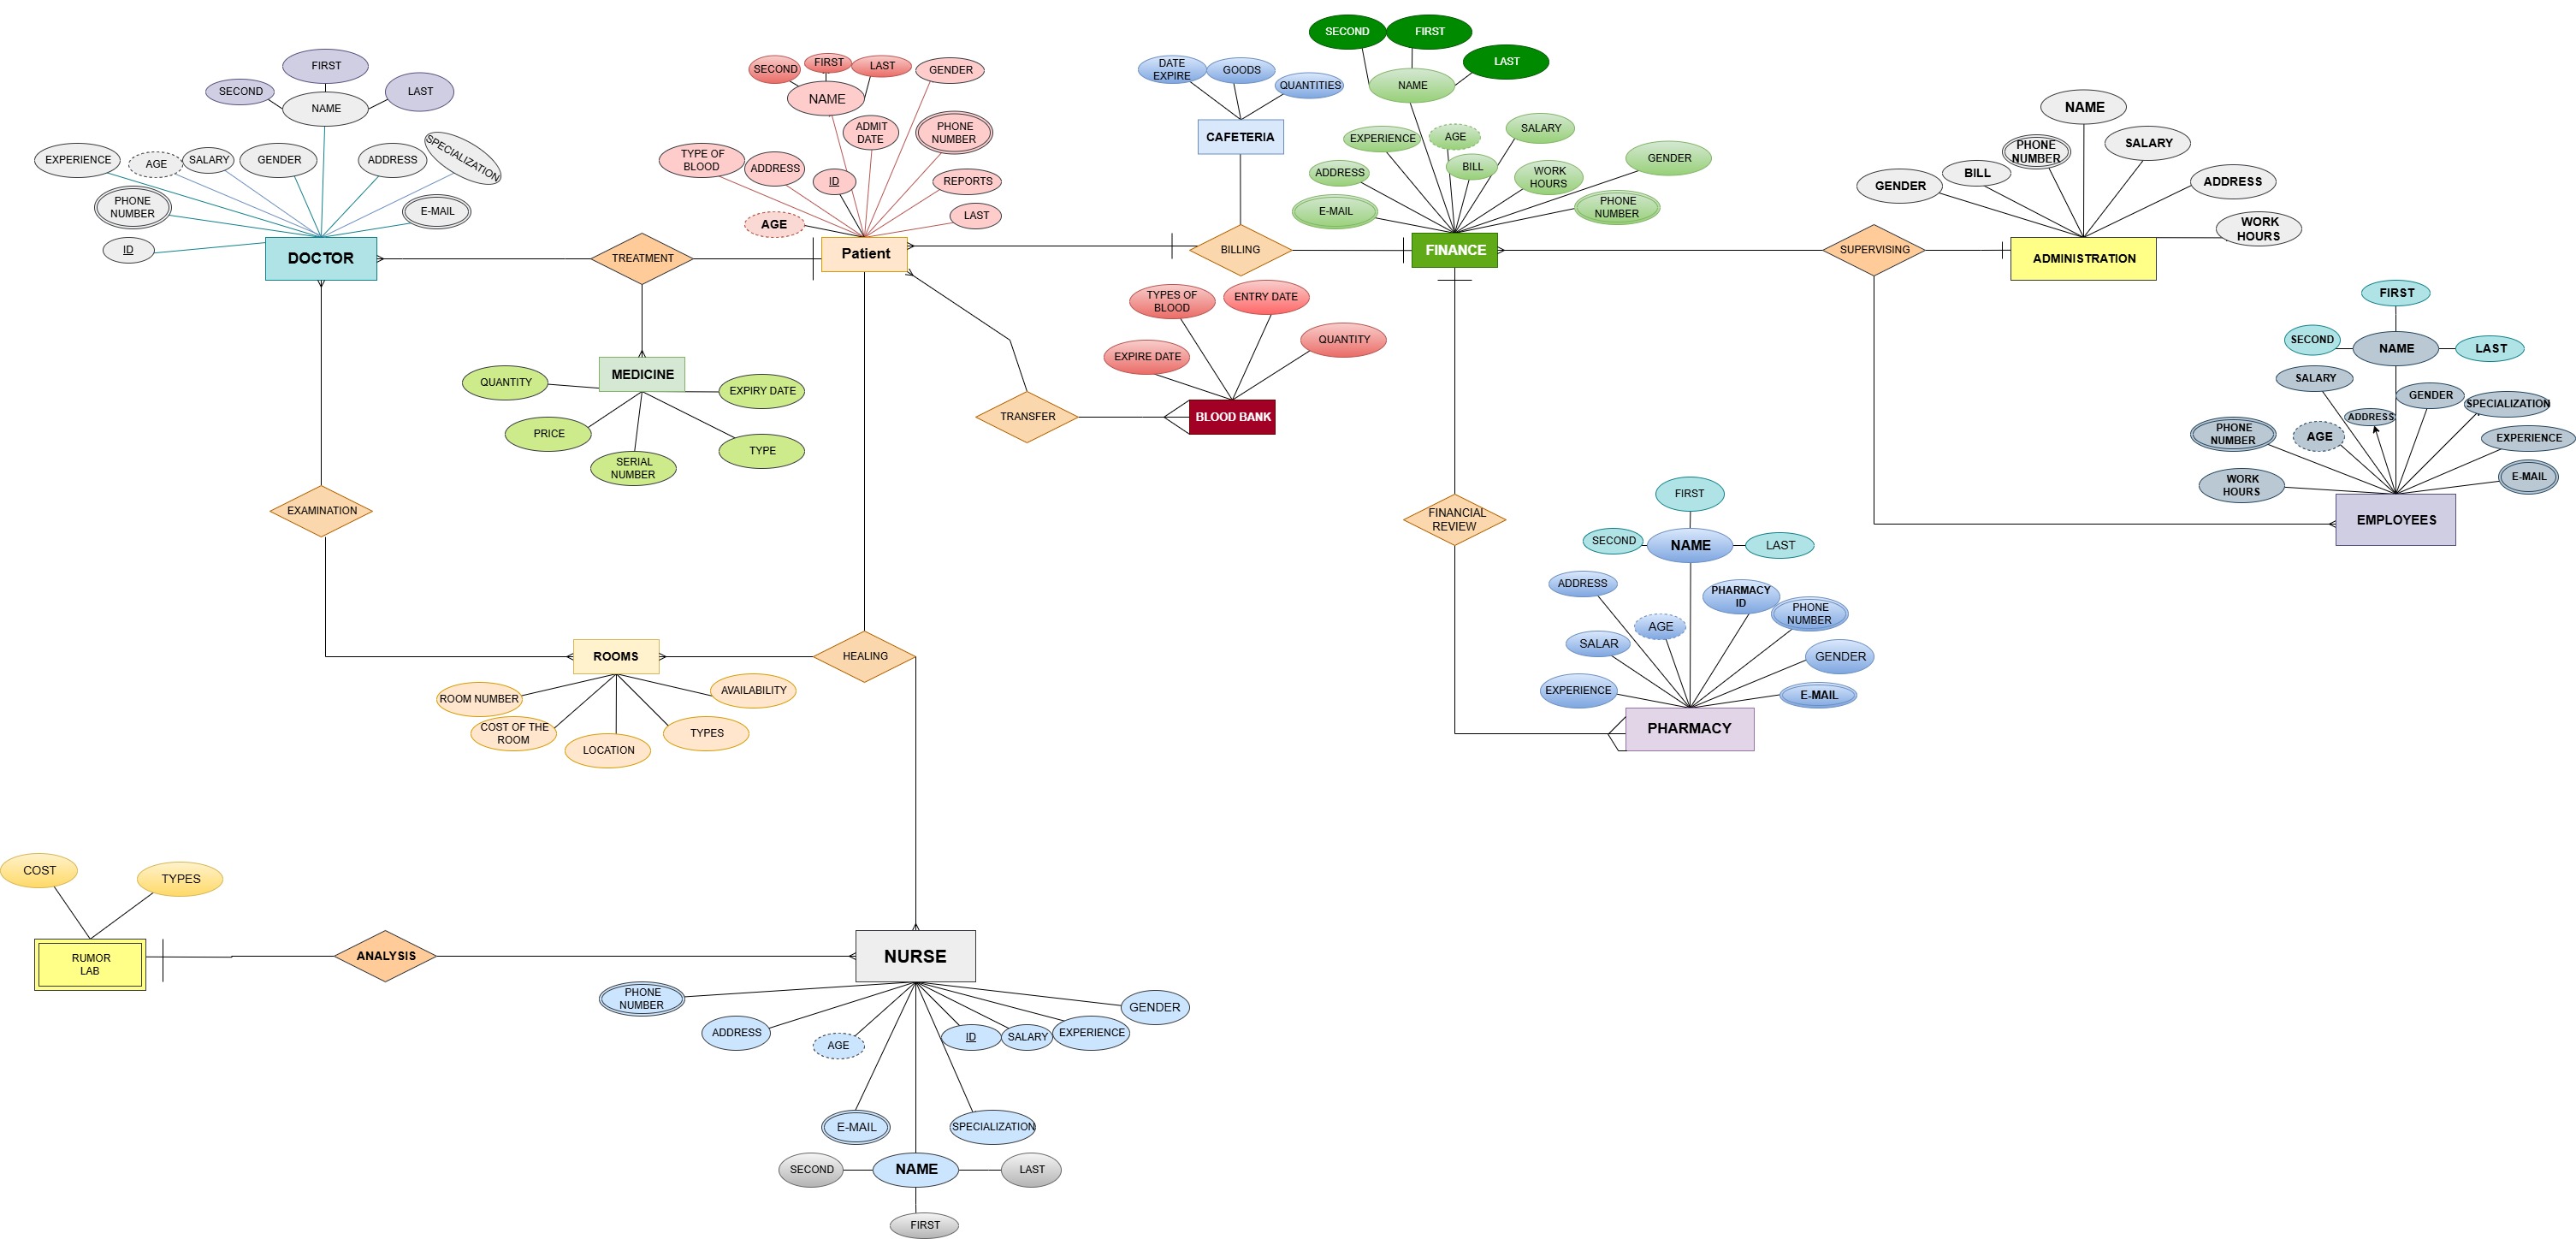 SECOND
FIRST
LAST
NAME
FIRST
SECOND
LAST
NAME
EXPERIENCE
AGE
SALARY
GENDER
ADDRESS
SPECIALIZATION
PHONE
NUMBER
E-MAIL
ID
DOCTOR
SECOND
FIRST
LAST
GENDER
NAME
ADMIT
DATE
PHONE
NUMBER
TYPE OF
BLOOD
ADDRESS
ID
REPORTS
LAST
AGE
Patient
TREATMENT
DATE
EXPIRE
GOODS
QUANTITIES
CAFETERIA
BILLING
EXPERIENCE
AGE
SALARY
ADDRESS
BILL
WORK
HOURS
GENDER
E-MAIL
PHONE
NUMBER
FINANCE
SUPERVISING
NAME
PHONE
NUMBER
SALARY
BILL
GENDER
ADDRESS
WORK
HOURS
ADMINISTRATION
MEDICINE
QUANTITY
EXPIRY DATE
PRICE
TYPE
SERIAL
NUMBER
TYPES OF
BLOOD
ENTRY DATE
EXPIRE DATE
QUANTITY
TRANSFER
BLOOD BANK
FIRST
SECOND
NAME
LAST
SALARY
GENDER
SPECIALIZATION
ADDRESS
PHONE
NUMBER
AGE
EXPERIENCE
WORK
HOURS
E-MAIL
EMPLOYEES
EXAMINATION
FINANCIAL
REVIEW
FIRST
SECOND
NAME
LAST
ADDRESS
PHARMACY
ID
PHONE
NUMBER
AGE
SALAR
GENDER
EXPERIENCE
E-MAIL
PHARMACY
ROOMS
HEALING
ROOM NUMBER
AVAILABILITY
COST OF THE
ROOM
LOCATION
TYPES
COST
TYPES
RUMOR
LAB
ANALYSIS
NURSE
PHONE
NUMBER
GENDER
ADDRESS
AGE
ID
SALARY
EXPERIENCE
E-MAIL
SPECIALIZATION
SECOND
NAME
LAST
FIRST